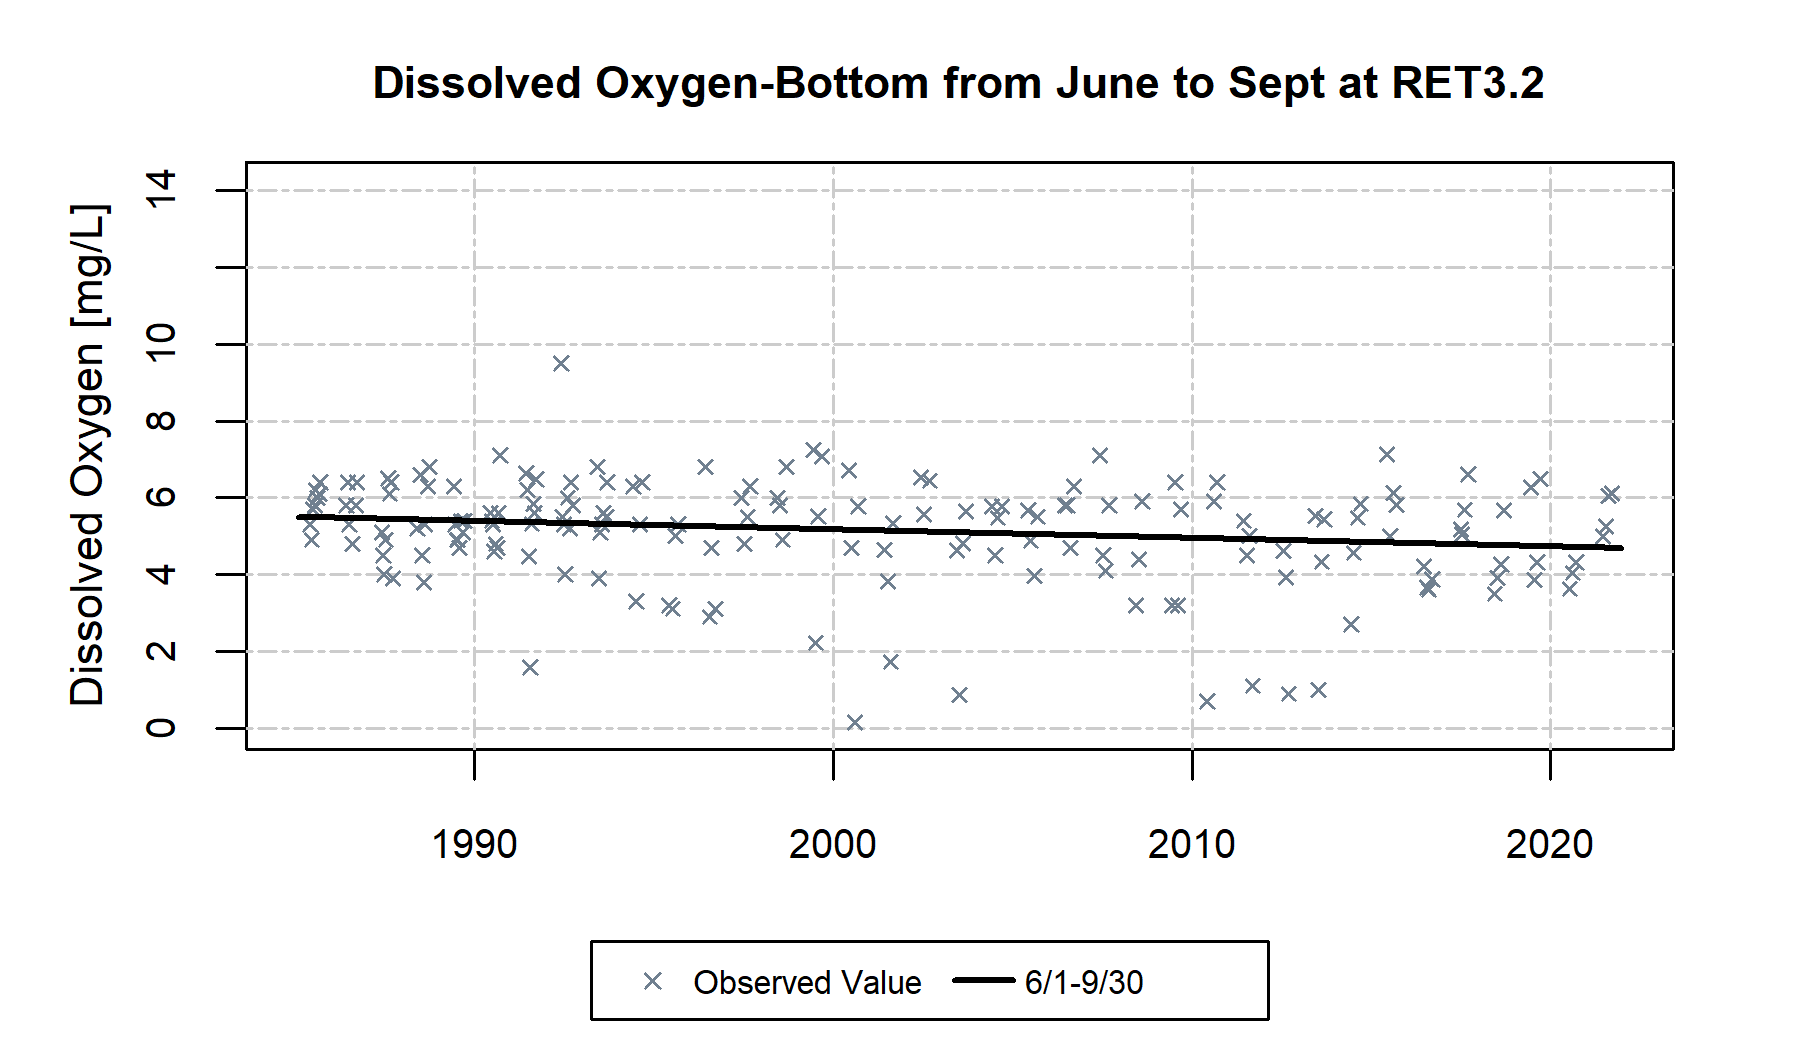 Dissolved Oxygen-Bottom from June to Sept at RET3.2
Dissolved Oxygen [mg/L]
14
10
8
6
4
2
0
1990 2000 2010 2020
Observed Value 6/1-9/30